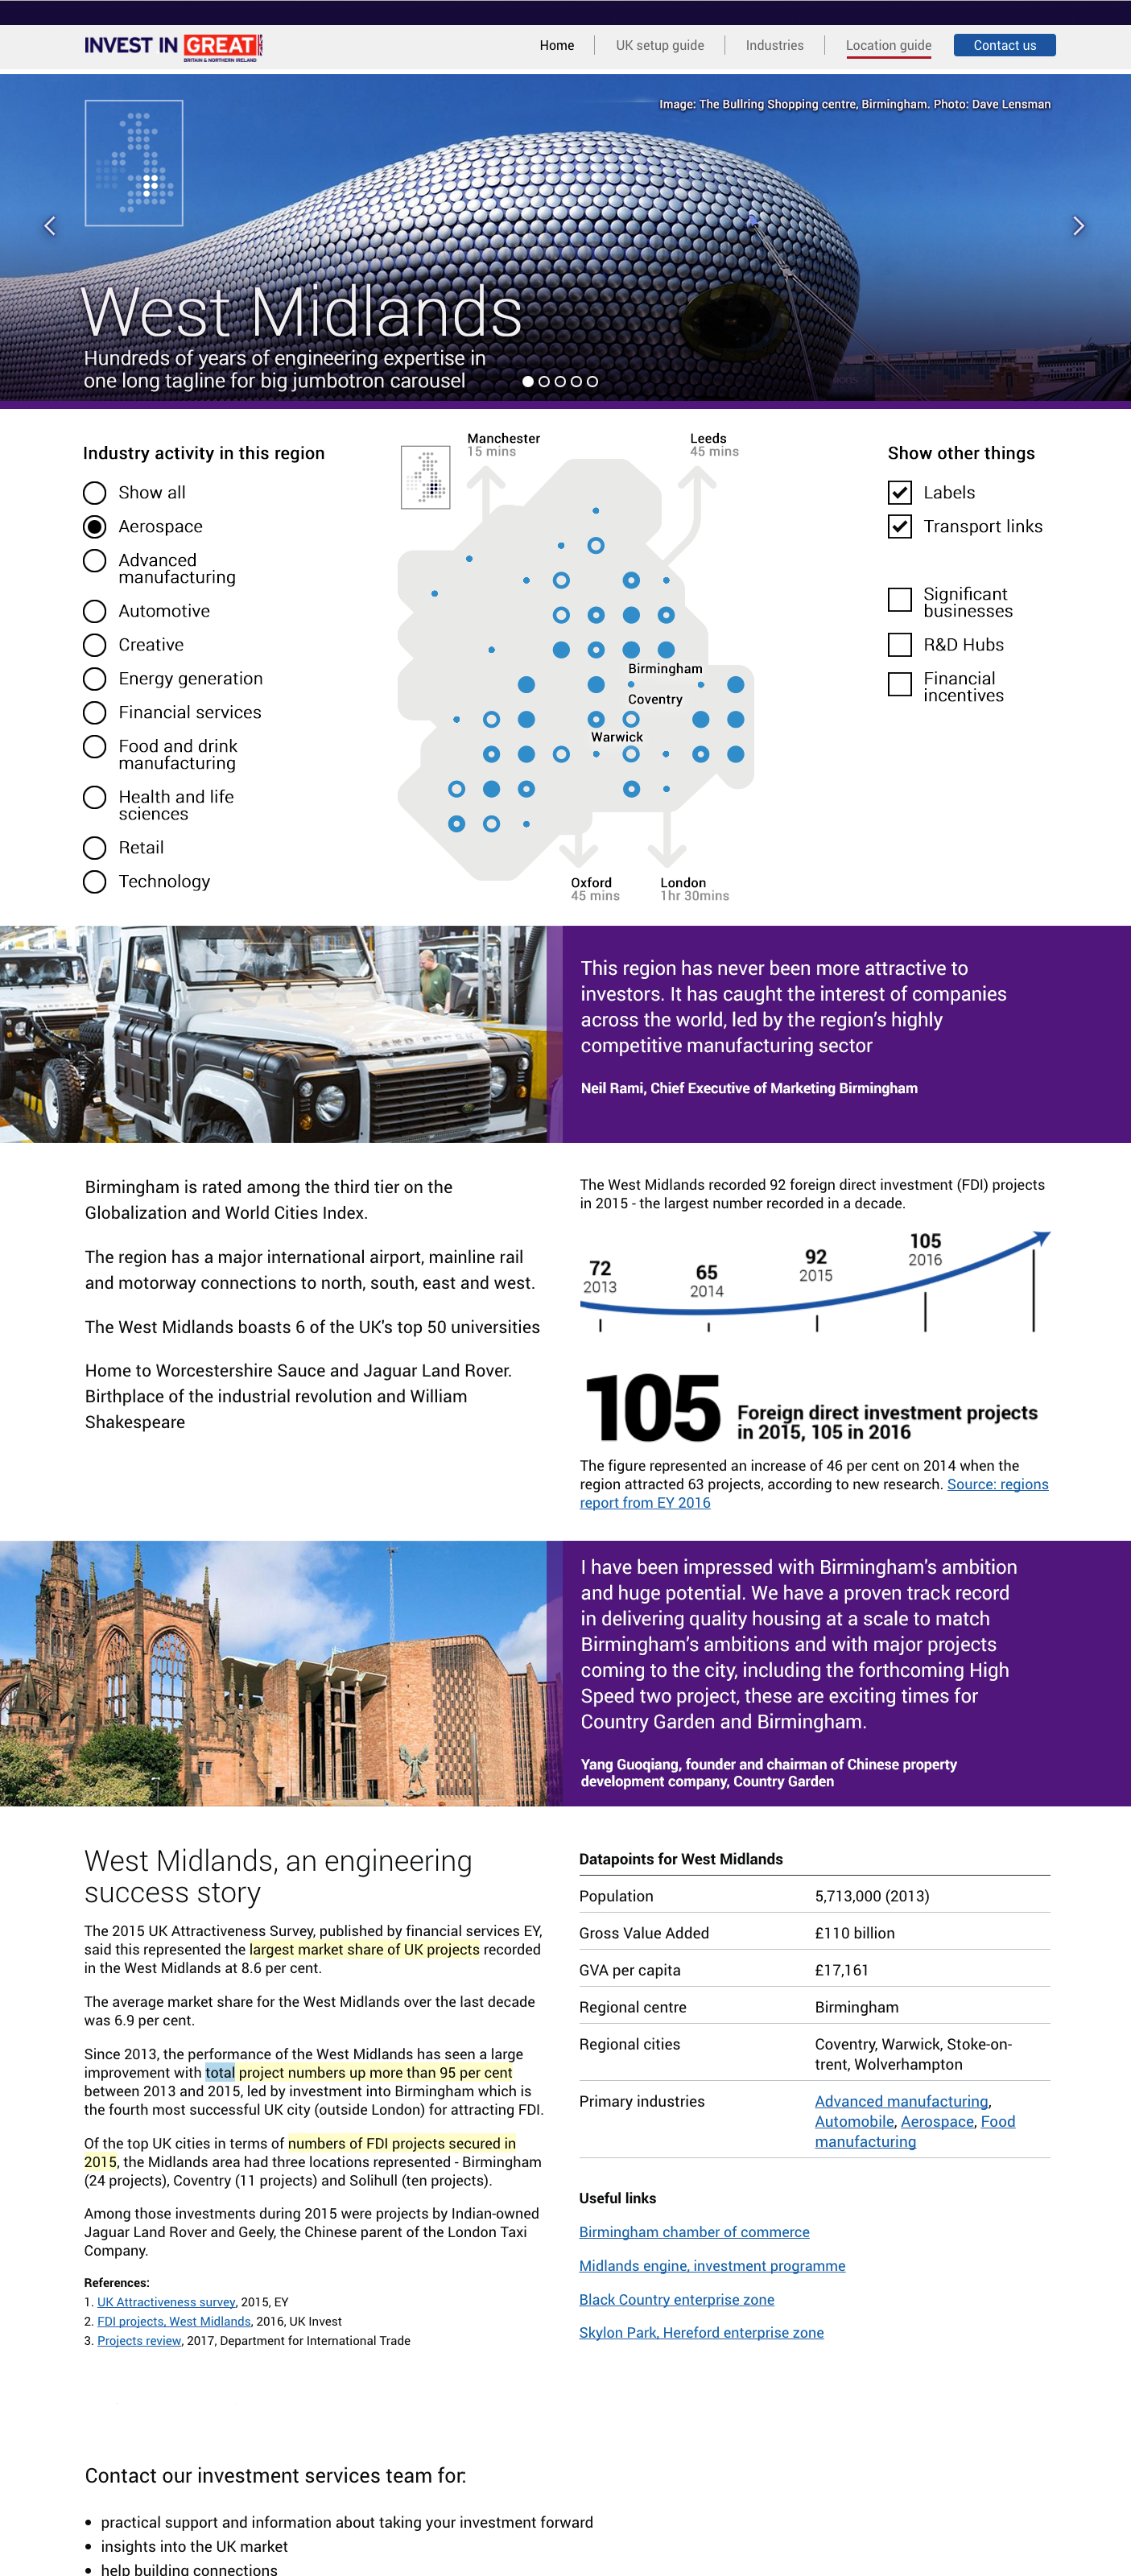 INVEST IN GREAT
BRITAIN & NORTHERN IRELAND
Home
UK setup guide
Industries
Location guide
Contact us
Image: The Bullring Shopping centre, Birmingham. Photo: Dave Lensman
West Midlands
Hundreds of years of engineering expertise in
one long tagline for big jumbotron carousel
Industry activity in this region
Show all
Aerospace
Advanced
manufacturing
Automotive
Creative
Energy generation
Financial services
Food and drink
manufacturing
Health and life
sciences
Retail
Technology
Manchester
15 mins
Leeds
45 mins
Birmingham
Coventry
Warwick
Oxford
45 mins
London
1hr 30mins
Show other things
Labels
Transport links
Significant
businesses
R&D Hubs
Financial
incentives
This region has never been more attractive to
investors. It has caught the interest of companies
across the world, led by the region's highly
competitive manufacturing sector
Neil Rami, Chief Executive of Marketing Birmingham
Birmingham is rated among the third tier on the
Globalization and World Cities Index.
The region has a major international airport, mainline rail
and motorway connections to north, south, east and west.
The West Midlands boasts 6 of the UK's top 50 universities
Home to Worcestershire Sauce and Jaguar Land Rover.
Birthplace of the industrial revolution and William
Shakespeare
The West Midlands recorded 92 foreign direct investment (FDI) projects
in 2015 - the largest number recorded in a decade.
72
2013
65
2014
92
2015
105
2016
105
Foreign direct investment projects
in 2015, 105 in 2016
The figure represented an increase of 46 per cent on 2014 when the
region attracted 63 projects, according to new research. Source: regions
report from EY 2016
I have been impressed with Birmingham's ambition
and huge potential. We have a proven track record
in delivering quality housing at a scale to match
Birmingham's ambitions and with major projects
coming to the city, including the forthcoming High
Speed two project, these are exciting times for
Country Garden and Birmingham.
Yang Guoqiang, founder and chairman of Chinese property
development company, Country Garden
West Midlands, an engineering
success story
The 2015 UK Attractiveness Survey, published by financial services EY,
said this represented the largest market share of UK projects recorded
in the West Midlands at 8.6 per cent.
The average market share for the West Midlands over the last decade
was 6.9 per cent.
Since 2013, the performance of the West Midlands has seen a large
improvement with total project numbers up more than 95 per cent
between 2013 and 2015, led by investment into Birmingham which is
the fourth most successful UK city (outside London) for attracting FDI.
Of the top UK cities in terms of numbers of FDI projects secured in
2015, the Midlands area had three locations represented - Birmingham
(24 projects), Coventry (11 projects) and Solihull (ten projects).
Among those investments during 2015 were projects by Indian-owned
Jaguar Land Rover and Geely, the Chinese parent of the London Taxi
Company.
References:
1. UK Attractiveness survey, 2015, EY
2. FDI projects, West Midlands, 2016, UK Invest
3. Projects review, 2017, Department for International Trade
Datapoints for West Midlands
Population 5,713,000 (2013)
Gross Value Added £110 billion
GVA per capita £17,161
Regional centre Birmingham
Regional cities Coventry, Warwick, Stoke-on-
trent, Wolverhampton
Primary industries Advanced manufacturing,
Automobile, Aerospace, Food
manufacturing
Useful links
Birmingham chamber of commerce
Midlands engine, investment programme
Black Country enterprise zone
Skylon Park, Hereford enterprise zone
Contact our investment services team for:
• practical support and information about taking your investment forward
• insights into the UK market
• help building connections